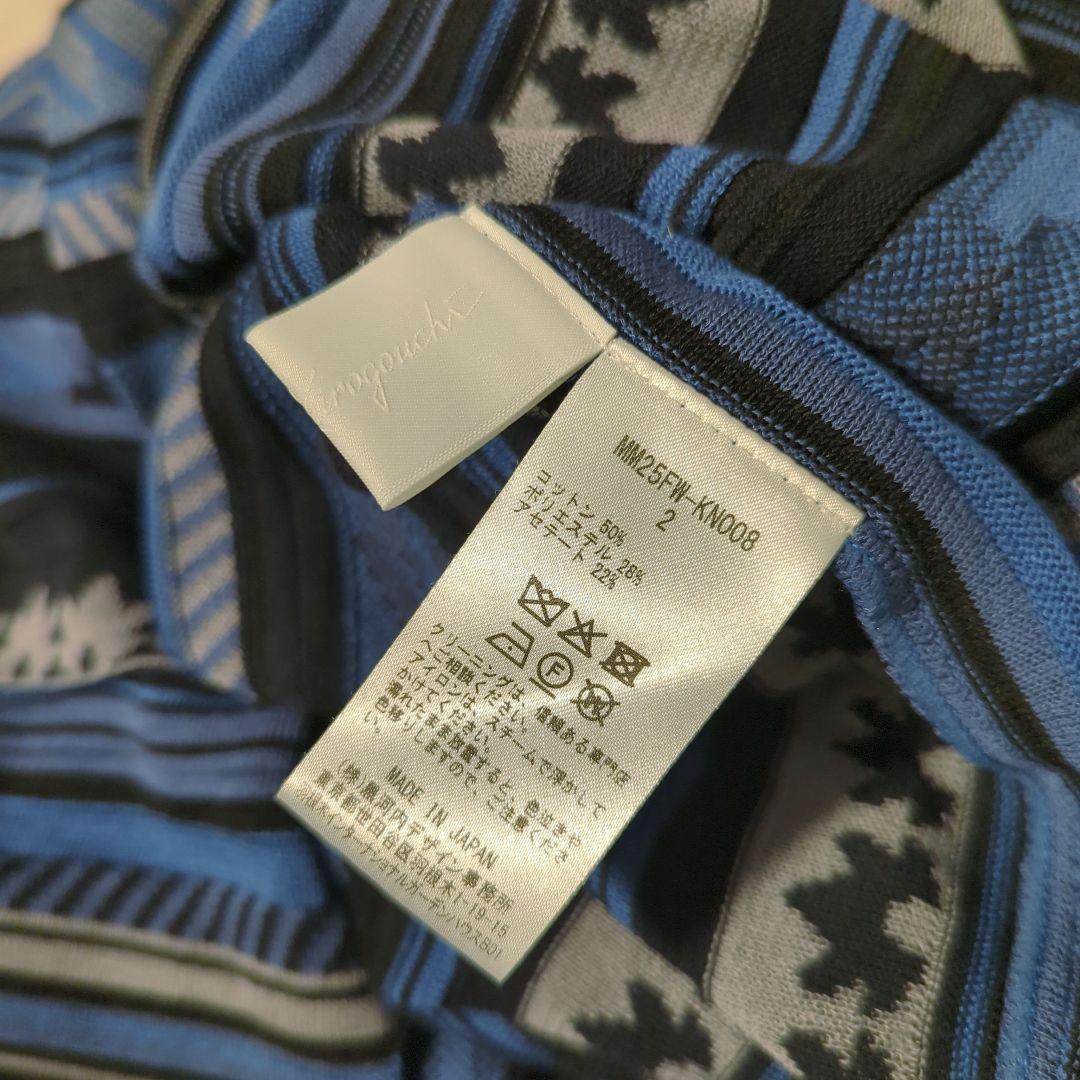 urogouchi
MM25FW-KN008
2
コットン 50%
ポリエステル 28%
アセテート 22%
F
クリーニングは、信頼ある専門店
へご相談ください。
アイロンはスチームで浮かして
かけてください。
濡れたまま放置すると、色泣きや
色移りしますので、ご注意くださ
MADE IN JAPAN
(株)黒河内デザイン事務所
東京都世田谷区羽根木1-19-15
インターナショナルガーデンハウスB01